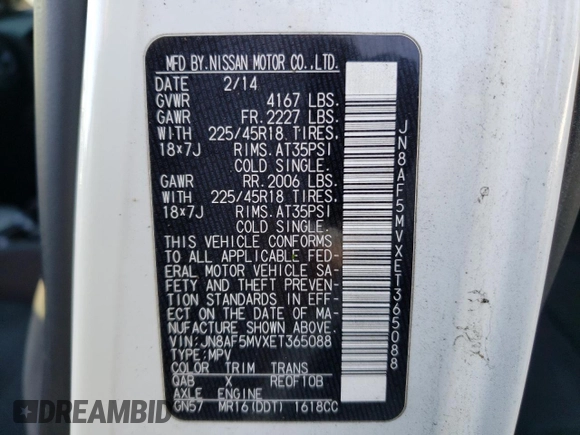 MFD BY.NISSAN MOTOR CO.,LTD.
DATE 2/14
GVWR 4167 LBS.
GAWR FR. 2227 LBS.
WITH 225/45R18 TIRES.
18×7J RIMS. AT35PSI
COLD SINGLE.
GAWR RR. 2006 LBS.
WITH 225/45R18 TIRES.
18×7J RIMS. AT35PSI
COLD SINGLE.
THIS VEHICLE CONFORMS
TO ALL APPLICABLE FED-
ERAL MOTOR VEHICLE SA-
FETY AND THEFT PREVEN-
TION STANDARDS IN EFF-
ECT ON THE DATE OF MA-
NUFACTURE SHOWN ABOVE.
VIN:JN8AF5MVXET365088
TYPE:MPV
COLOR TRIM TRANS
QAB X RE0F10B
AXLE ENGINE
GN57 MR16(DDT) 1618CC
JN8AF5MVXET365088
AUTOHELPERBOT.COM